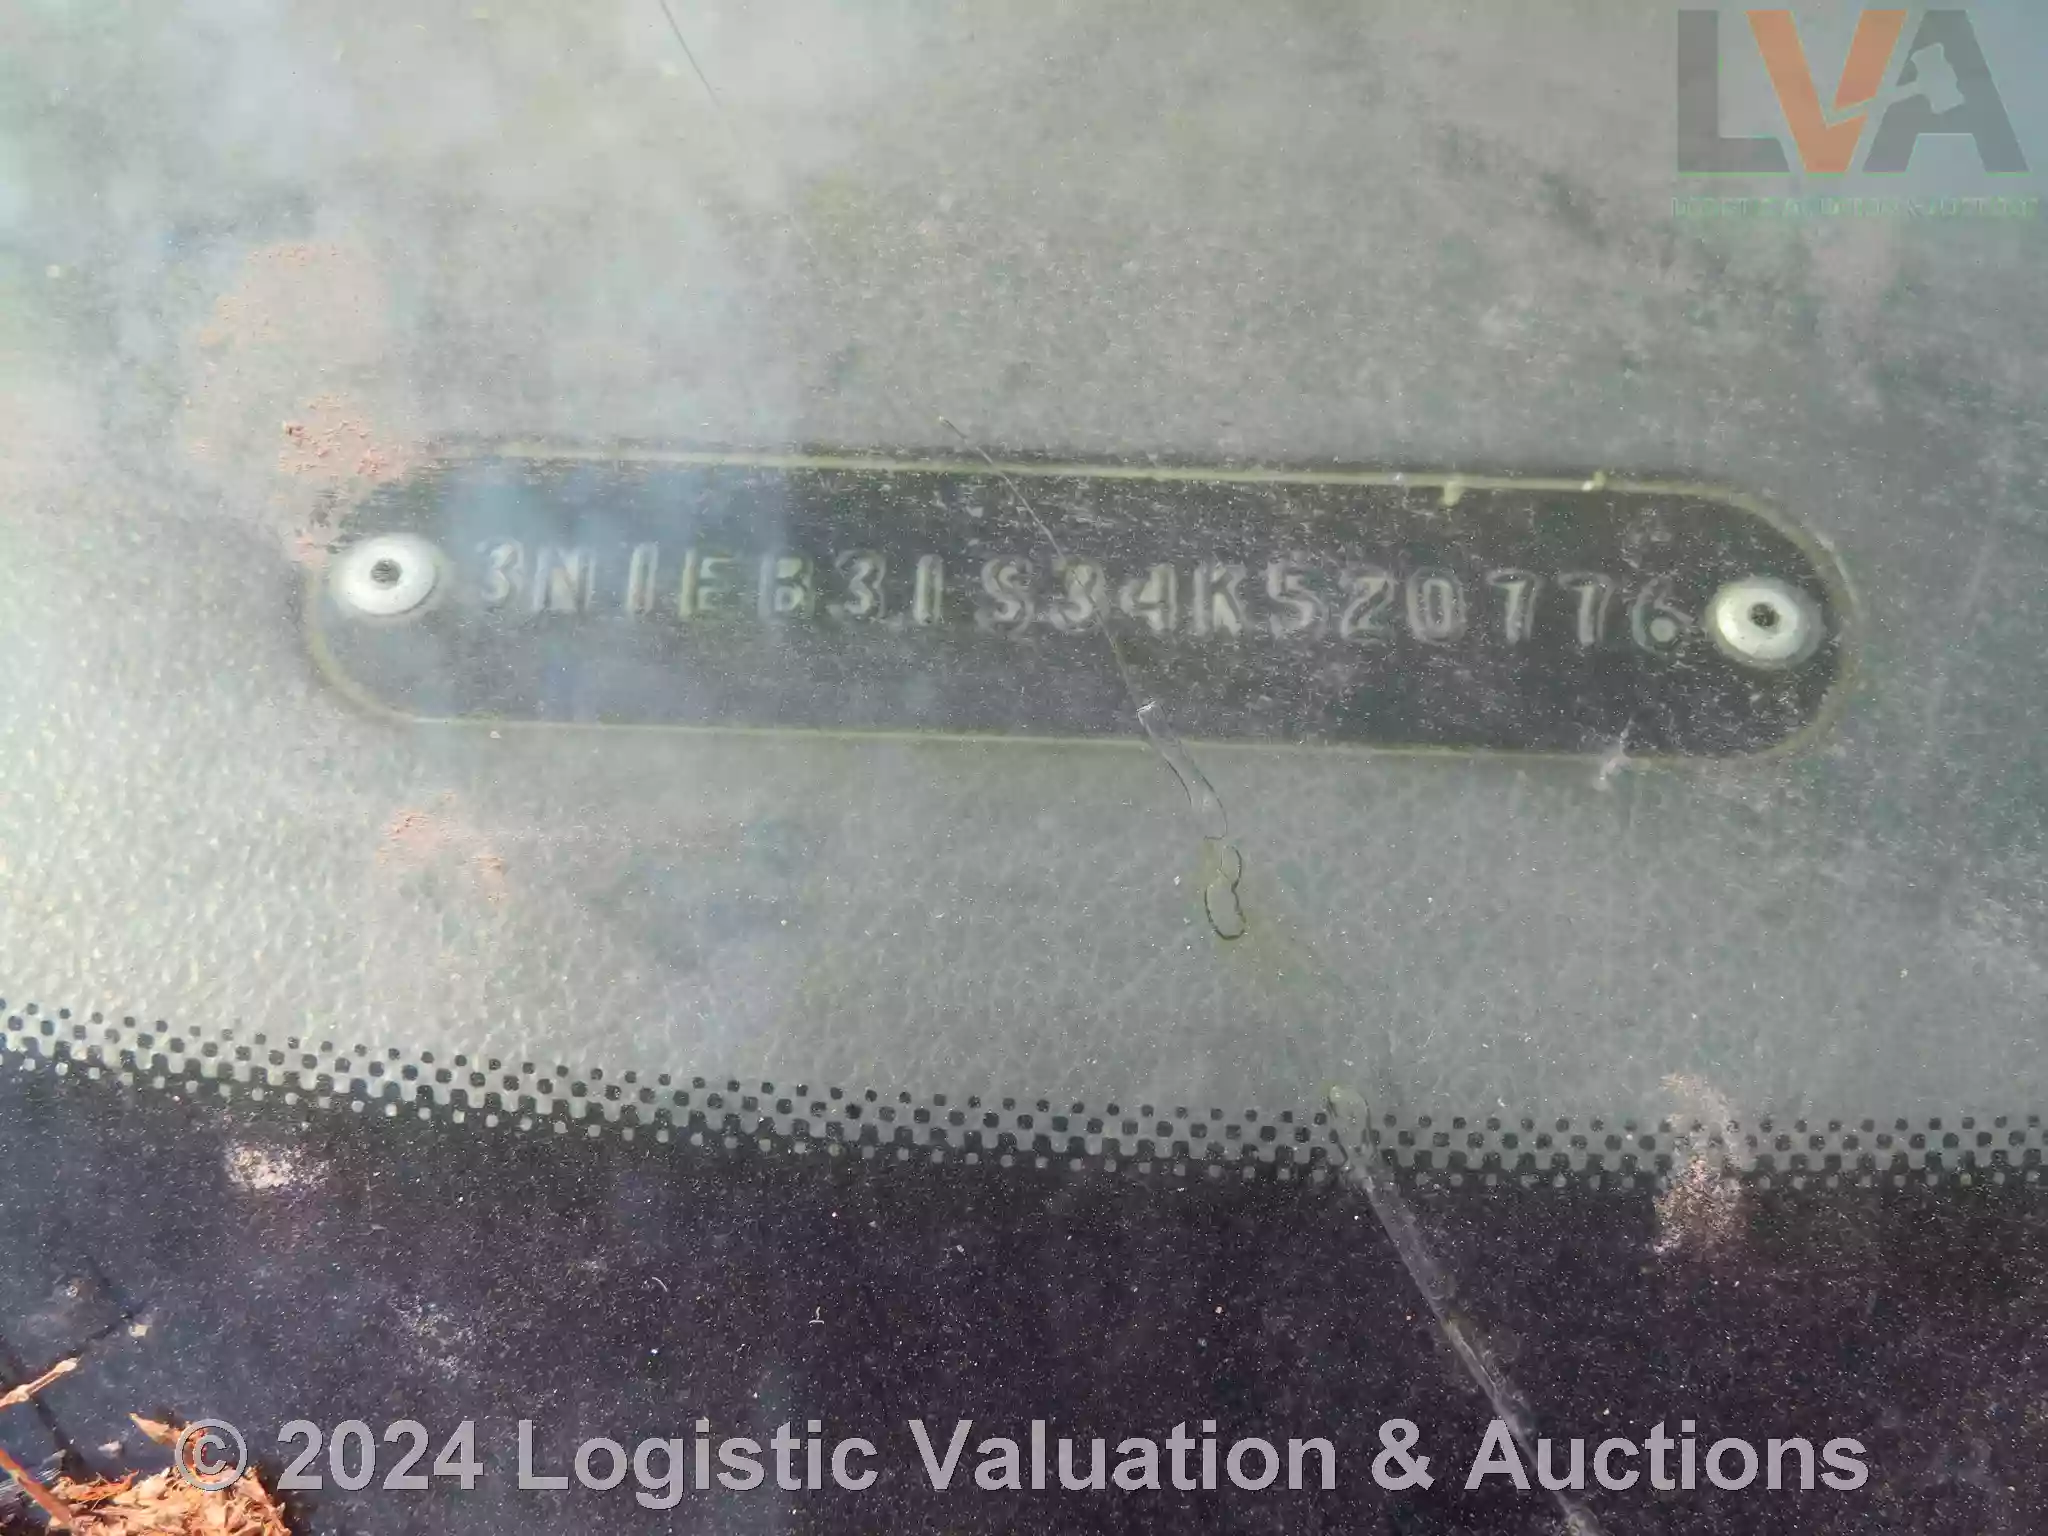 LVA
3N1EB31S34K520776
© 2024 Logistic Valuation & Auctions